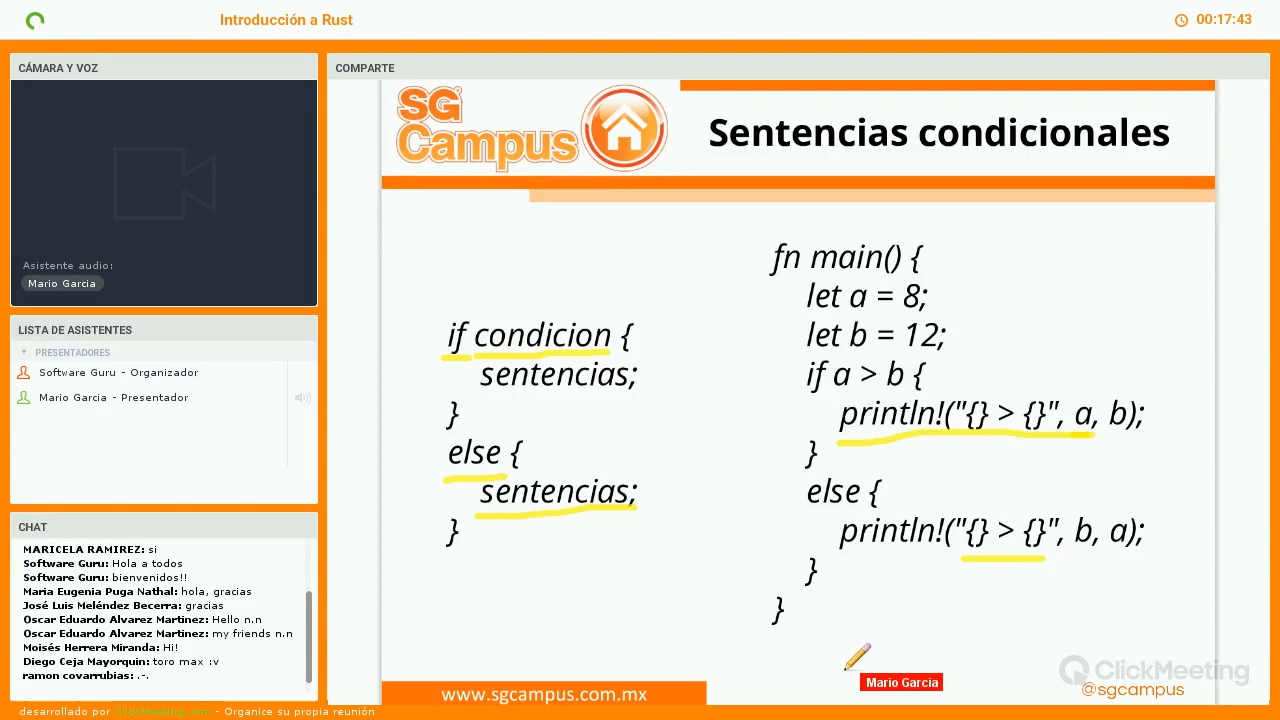 Introducción a Rust
00:17:43
CÁMARA Y VOZ
Asistente audio:
Mario Garcia
LISTA DE ASISTENTES
PRESENTADORES
Software Guru - Organizador
Mario Garcia - Presentador
CHAT
MARICELA RAMIREZ: si
Software Guru: Hola a todos
Software Guru: bienvenidos!!
Maria Eugenia Puga Nathal: hola, gracias
José Luis Meléndez Becerra: gracias
Oscar Eduardo Alvarez Martinez: Hello n.n
Oscar Eduardo Alvarez Martinez: my friends n.n
Moisés Herrera Miranda: Hi!
Diego Ceja Mayorquin: toro max :v
ramon covarrubias: .-.
desarrollado por ClickMeeting.com - Organice su propia reunión
COMPARTE
SG
Campus
Sentencias condicionales
if condicion {
sentencias;
}
else {
sentencias;
}
fn main() {
let a = 8;
let b = 12;
if a > b {
println!("{} > {}", a, b);
}
else {
println!("{} > {}", b, a);
}
}
Mario Garcia
www.sgcampus.com.mx
ClickMeeting
@sgcampus